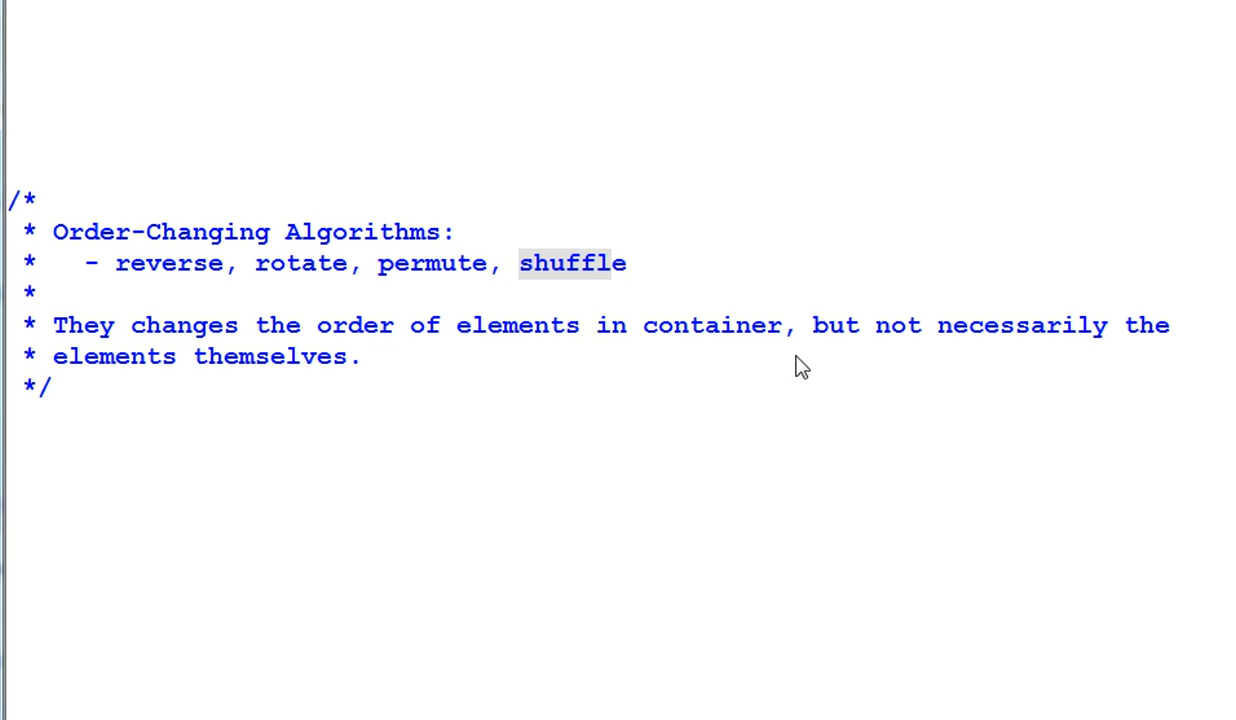 /*
* Order-Changing Algorithms:
* - reverse, rotate, permute, shuffle
*
* They changes the order of elements in container, but not necessarily the
* elements themselves.
*/